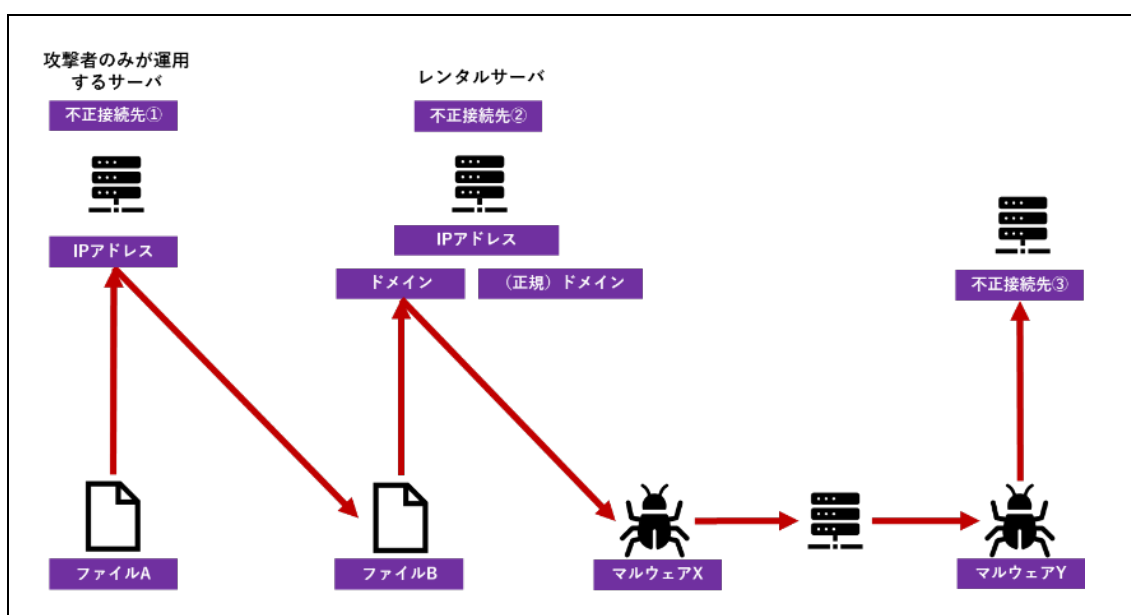 攻撃者のみが運用
するサーバ
レンタルサーバ
不正接続先①
不正接続先②
IPアドレス
IPアドレス
ドメイン
（正規）ドメイン
不正接続先③
ファイルA
ファイルB
マルウェアX
マルウェアY